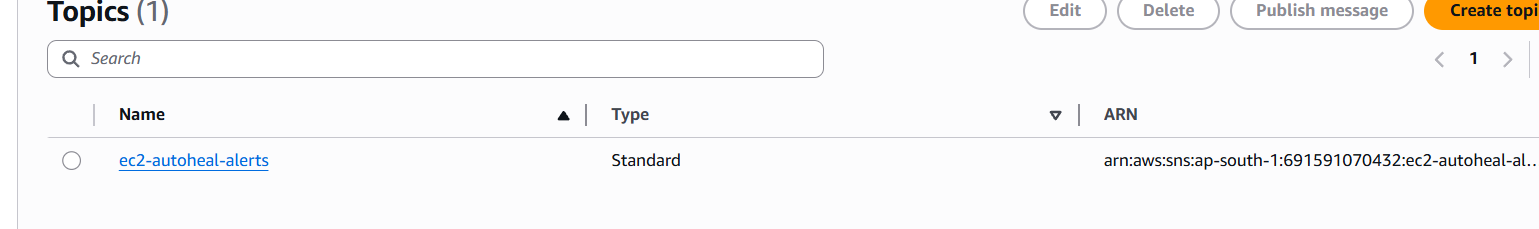 Topics (1)
Edit
Delete
Publish message
Create topi
Search
1
Name
Type
ARN
ec2-autoheal-alerts
Standard
arn:aws:sns:ap-south-1:691591070432:ec2-autoheal-al…